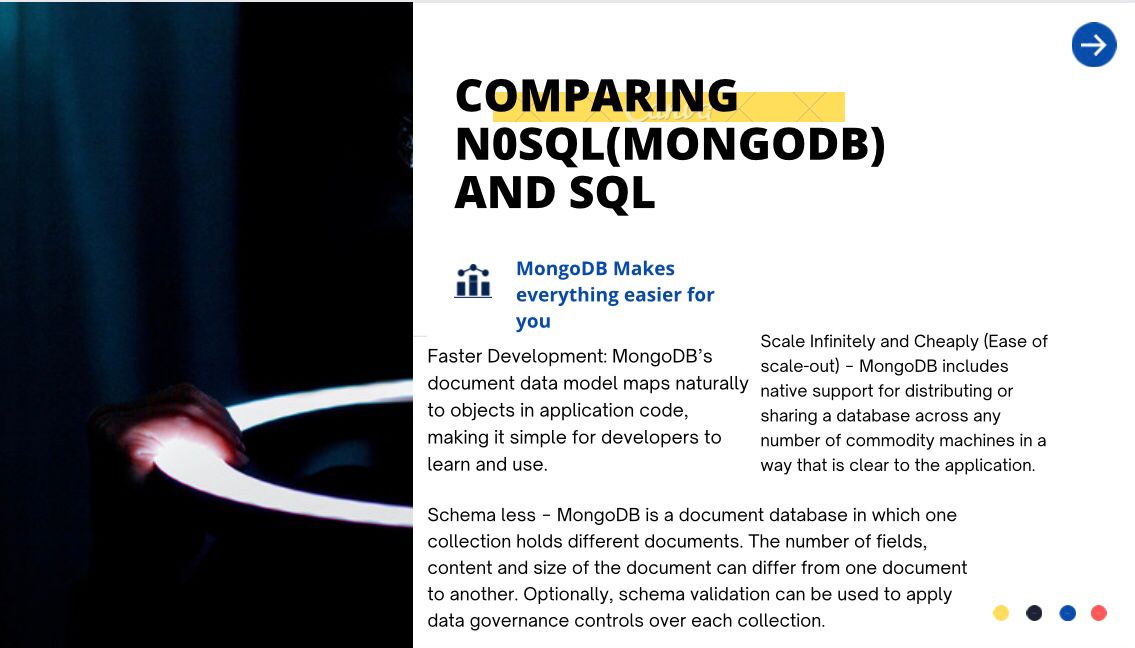 COMPARING
N0SQL(MONGODB)
AND SQL
Canva
MongoDB Makes
everything easier for
you
Faster Development: MongoDB’s
document data model maps naturally
to objects in application code,
making it simple for developers to
learn and use.
Scale Infinitely and Cheaply (Ease of
scale-out) – MongoDB includes
native support for distributing or
sharing a database across any
number of commodity machines in a
way that is clear to the application.
Schema less – MongoDB is a document database in which one
collection holds different documents. The number of fields,
content and size of the document can differ from one document
to another. Optionally, schema validation can be used to apply
data governance controls over each collection.